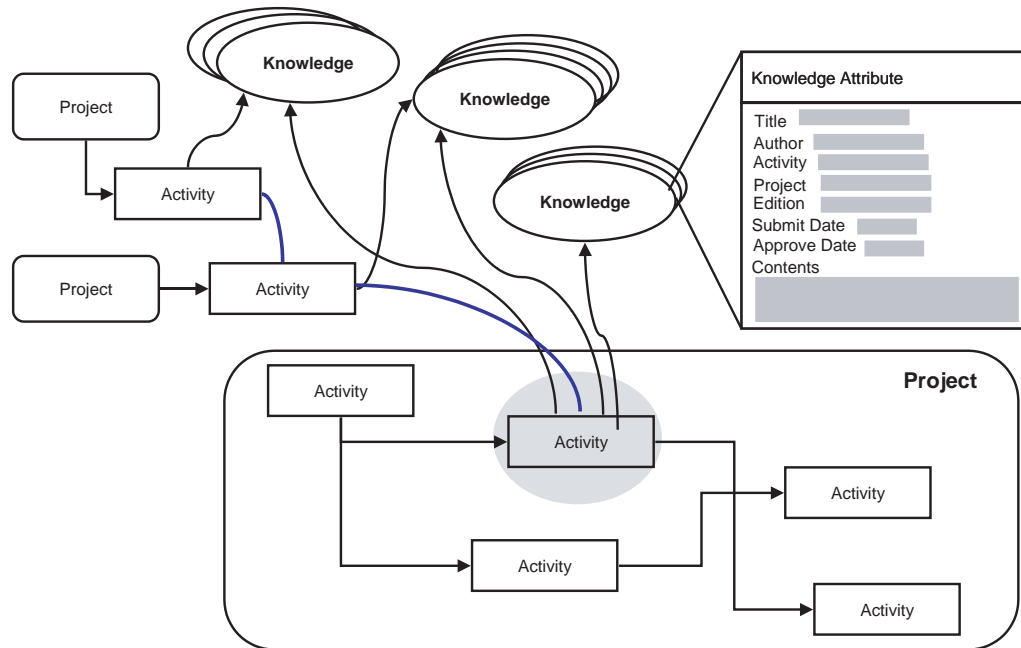 Knowledge
Knowledge
Knowledge
Knowledge Attribute
Title
Author
Activity
Project
Edition
Submit Date
Approve Date
Contents
Project
Activity
Project
Activity
Project
Activity
Activity
Activity
Activity
Activity